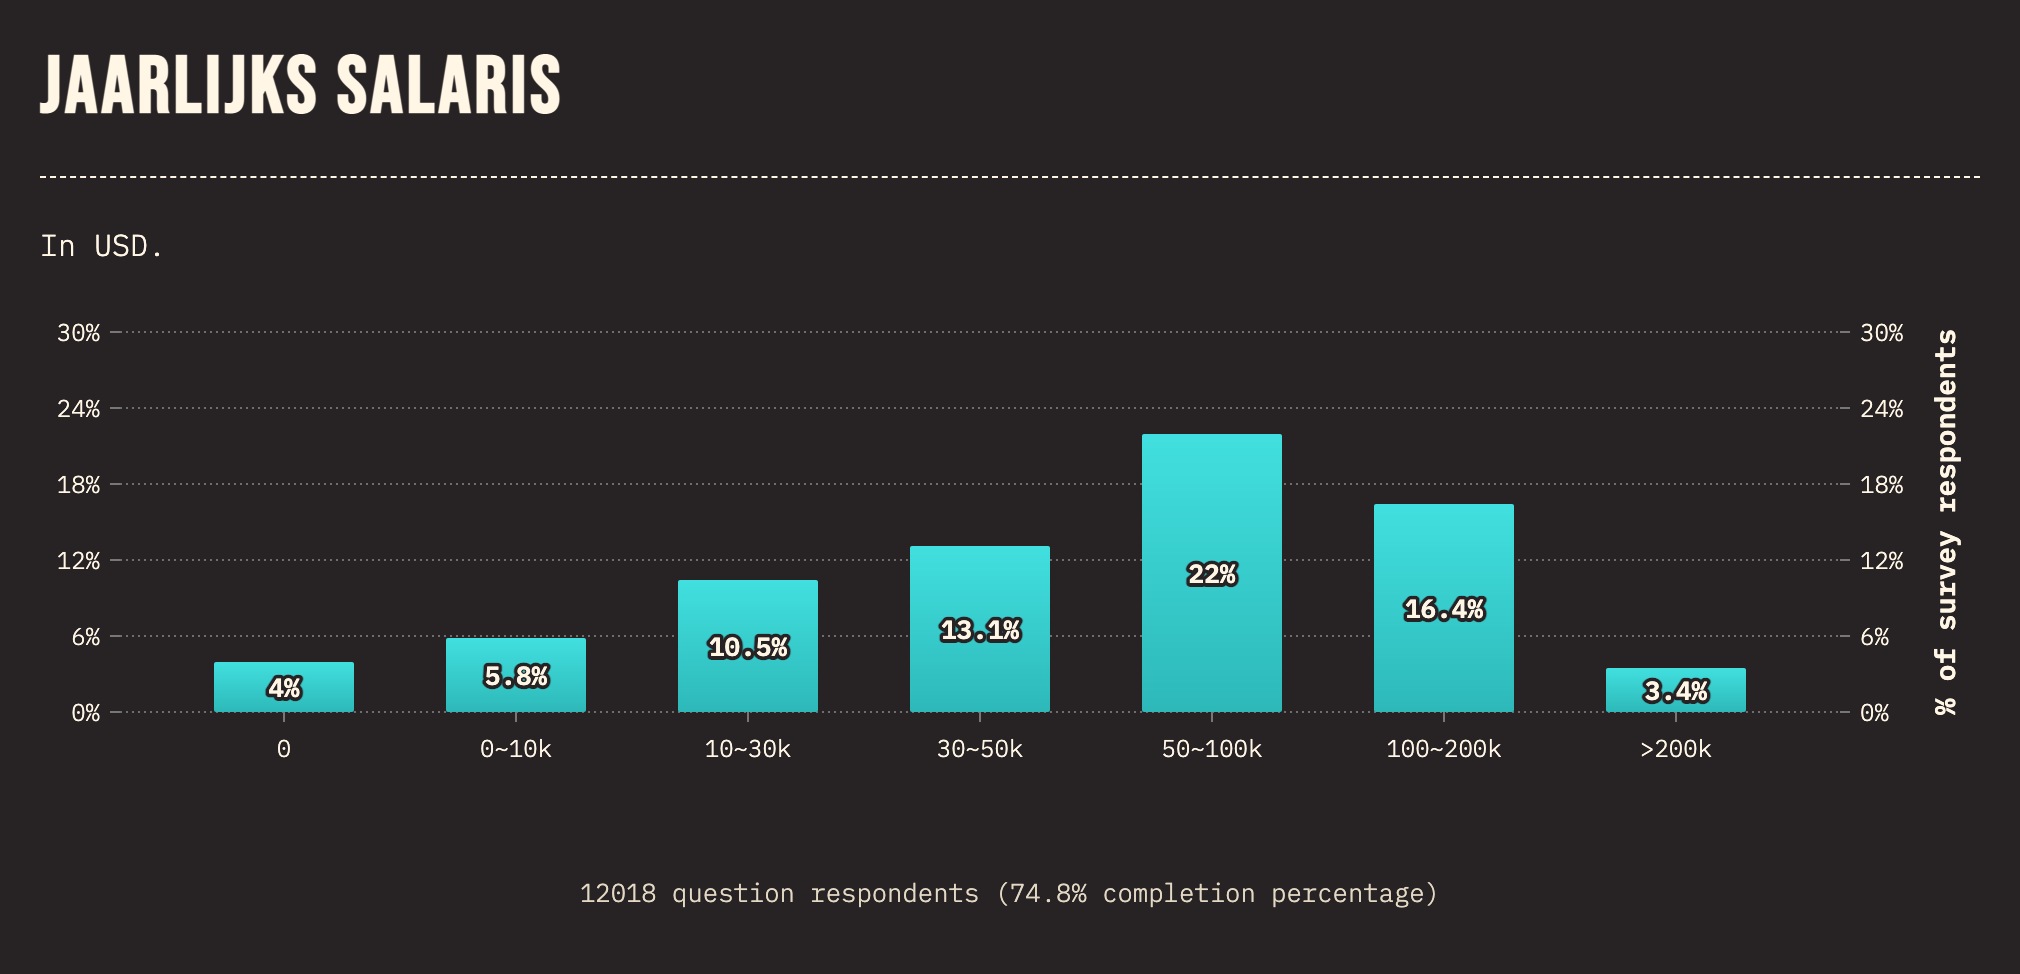 JAARLIJKS SALARIS
In USD.
30% 30%
24% 24%
18% 18%
12% 12%
6% 6%
0% 0%
4% 5.8% 10.5% 13.1% 22% 16.4% 3.4%
0 0~10k 10~30k 30~50k 50~100k 100~200k >200k
% of survey respondents
12018 question respondents (74.8% completion percentage)